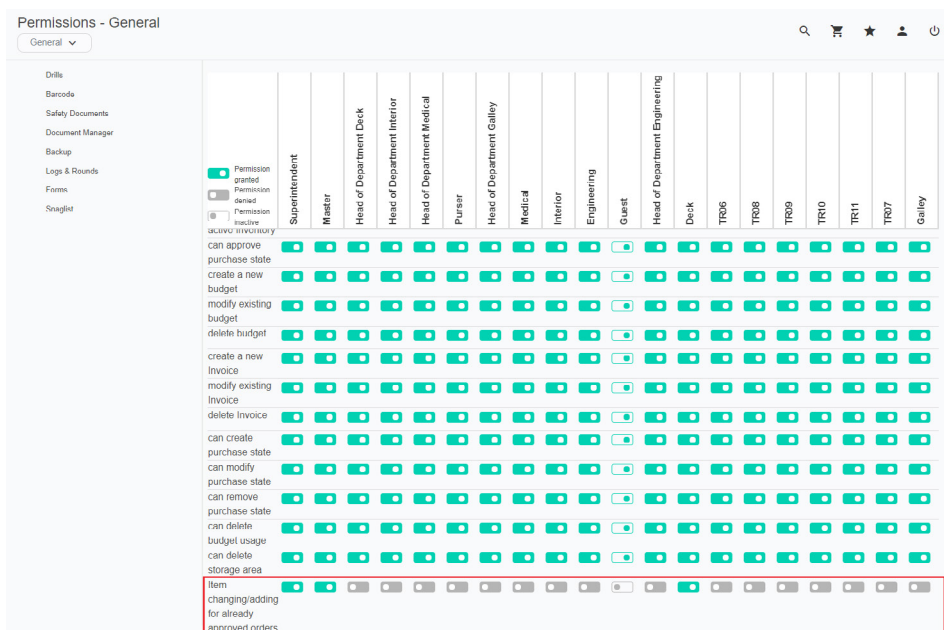 Permissions - General
General
Drills
Barcode
Safety Documents
Document Manager
Backup
Logs & Rounds
Forms
Snaglist
Permission
granted
Permission
denied
Permission
inactive
Superintendent
Master
Head of Department Deck
Head of Department Interior
Head of Department Medical
Purser
Head of Department Galley
Medical
Interior
Engineering
Guest
Head of Department Engineering
Deck
TR06
TR08
TR09
TR10
TR11
TR07
Galley
can approve
purchase state
create a new
budget
modify existing
budget
delete budget
create a new
Invoice
modify existing
Invoice
delete Invoice
can create
purchase state
can modify
purchase state
can remove
purchase state
can delete
budget usage
can delete
storage area
Item
changing/adding
for already
approved orders